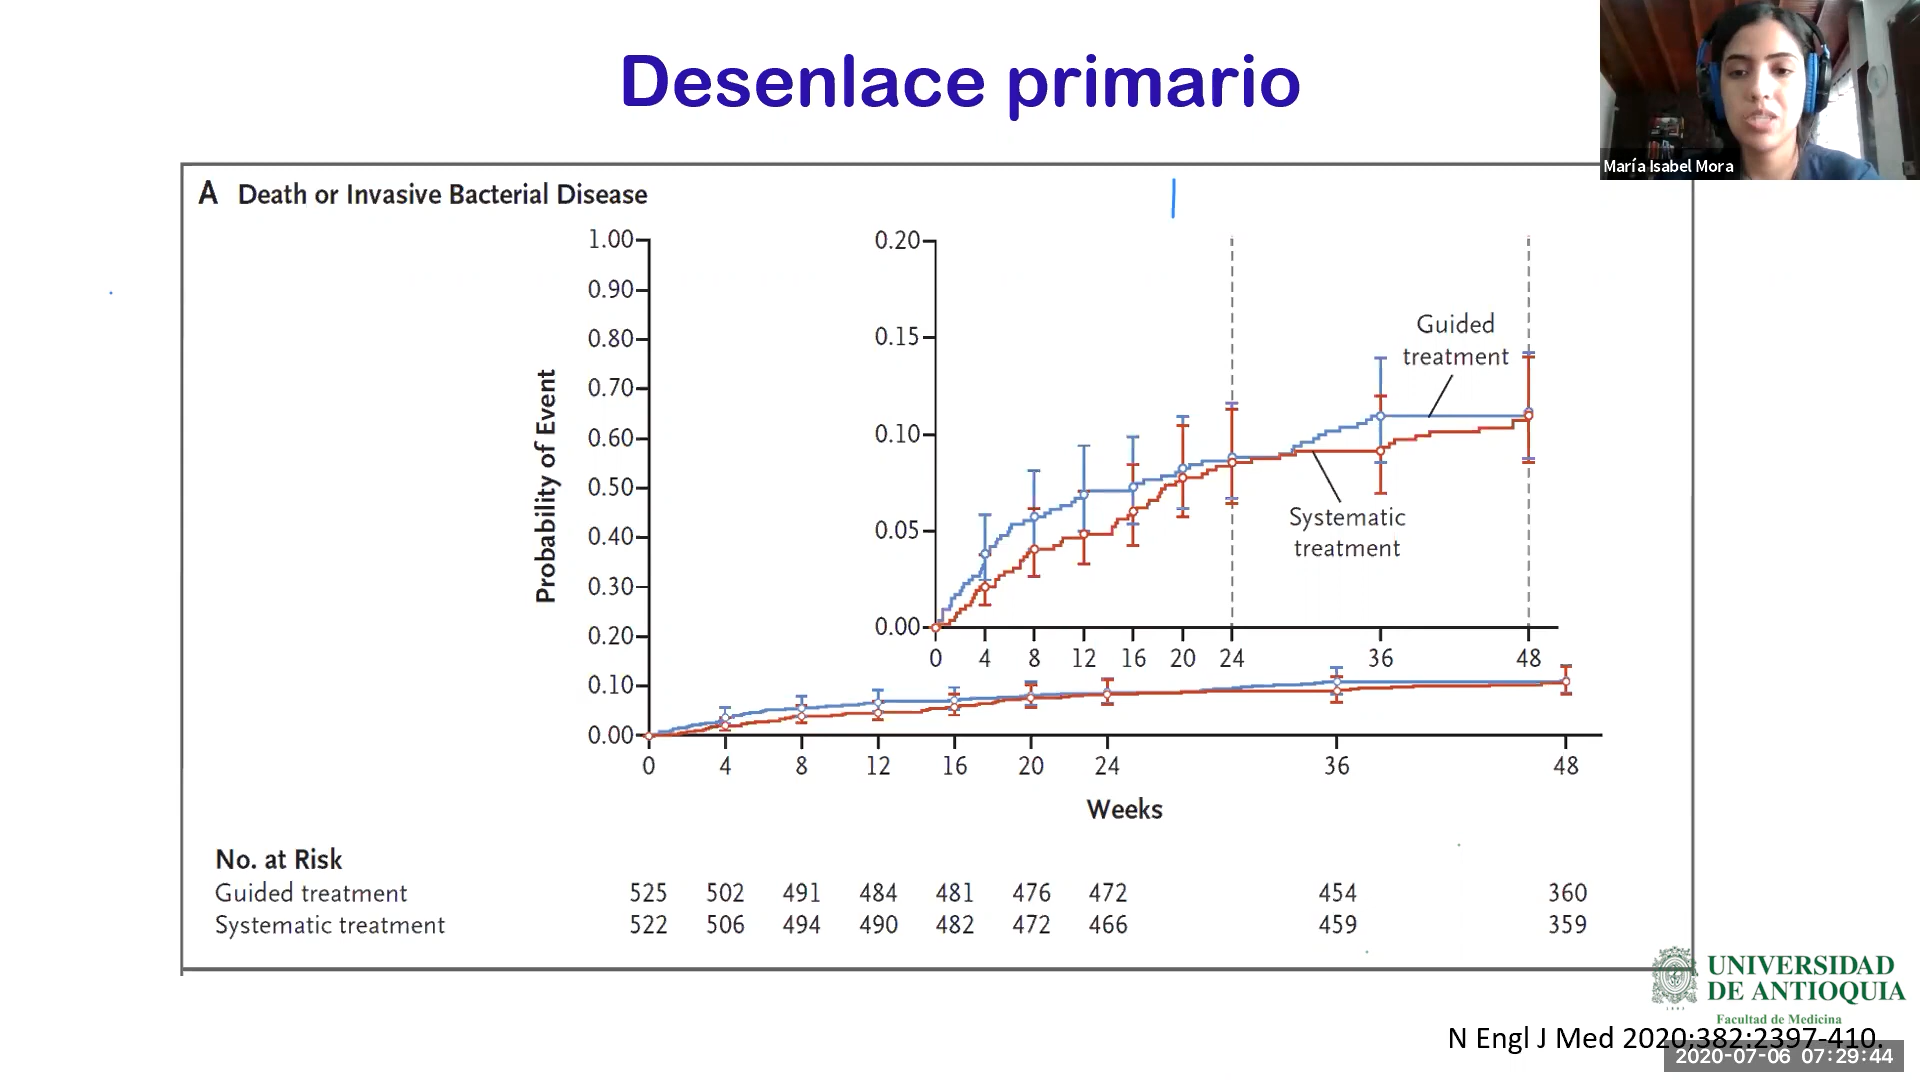 Desenlace primario
María Isabel Mora
A Death or Invasive Bacterial Disease
Probability of Event
1.00
0.90
0.80
0.70
0.60
0.50
0.40
0.30
0.20
0.10
0.00
0.20
0.15
0.10
0.05
0.00
Guided
treatment
Systematic
treatment
0 4 8 12 16 20 24 36 48
0 4 8 12 16 20 24 36 48
Weeks
No. at Risk
Guided treatment 525 502 491 484 481 476 472 454 360
Systematic treatment 522 506 494 490 482 472 466 459 359
UNIVERSIDAD
DE ANTIOQUIA
1803
Facultad de Medicina
N Engl J Med 2020;382:2397-410.
2020-07-06 07:29:44